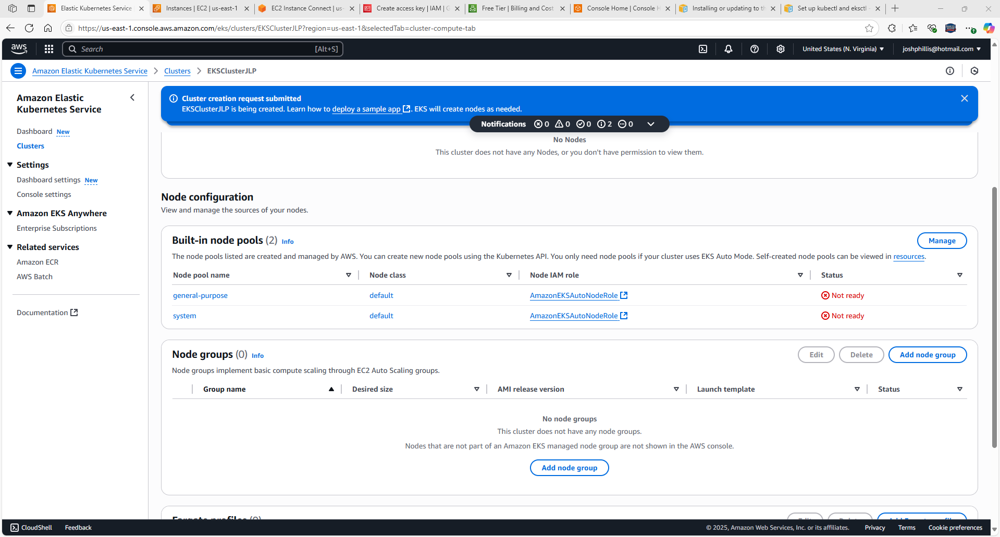 Elastic Kubernetes Service
Instances | EC2 | us-east-1
EC2 Instance Connect | us-
Create access key | IAM | G
Free Tier | Billing and Cost
Console Home | Console H
Installing or updating to th
Set up kubectl and eksctl -
https://us-east-1.console.aws.amazon.com/eks/clusters/EKSClusterJLP?region=us-east-1&selectedTab=cluster-compute-tab
aws
Search [Alt+S]
United States (N. Virginia)
joshphillis@hotmail.com
Amazon Elastic Kubernetes Service
Clusters
EKSClusterJLP
Amazon Elastic
Kubernetes Service
Dashboard New
Clusters
Settings
Dashboard settings New
Console settings
Amazon EKS Anywhere
Enterprise Subscriptions
Related services
Amazon ECR
AWS Batch
Documentation
Cluster creation request submitted
EKSClusterJLP is being created. Learn how to deploy a sample app. EKS will create nodes as needed.
Notifications 0 0 0 2 0
No Nodes
This cluster does not have any Nodes, or you don't have permission to view them.
Node configuration
View and manage the sources of your nodes.
Built-in node pools (2) Info
Manage
The node pools listed are created and managed by AWS. You can create new node pools using the Kubernetes API. You only need node pools if your cluster uses EKS Auto Mode. Self-created node pools can be viewed in resources.
Node pool name Node class Node IAM role Status
general-purpose default AmazonEKSAutoNodeRole Not ready
system default AmazonEKSAutoNodeRole Not ready
Node groups (0) Info
Edit Delete Add node group
Node groups implement basic compute scaling through EC2 Auto Scaling groups.
Group name Desired size AMI release version Launch template Status
No node groups
This cluster does not have any node groups.
Nodes that are not part of an Amazon EKS managed node group are not shown in the AWS console.
Add node group
Fargate profiles (0)
CloudShell Feedback
© 2025, Amazon Web Services, Inc. or its affiliates. Privacy Terms Cookie preferences